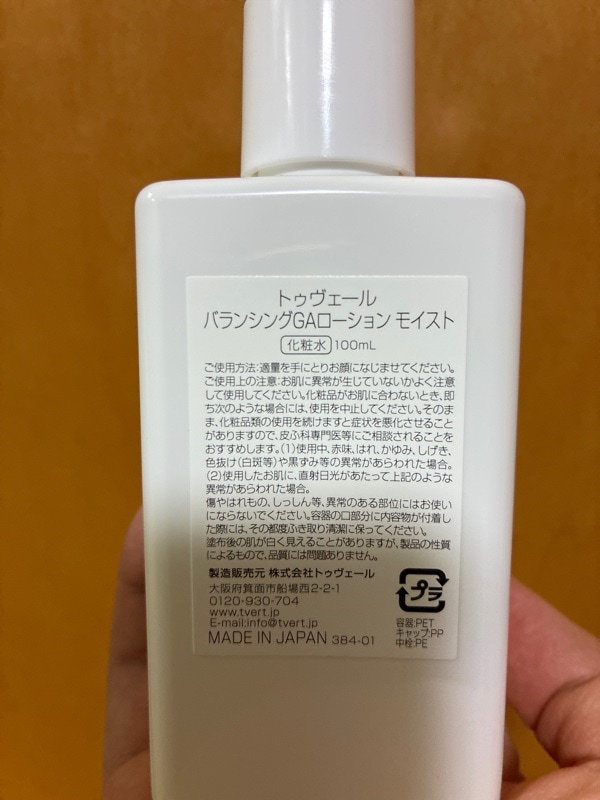 トゥヴェール
バランシングGAローション モイスト
化粧水 100mL
ご使用方法:適量を手にとりお顔になじませてください。
ご使用上の注意:お肌に異常が生じていないかよく注意
して使用してください。化粧品がお肌に合わないとき、即
ち次のような場合には、使用を中止してください。そのま
ま、化粧品類の使用を続けますと症状を悪化させること
がありますので、皮ふ科専門医等にご相談されることを
おすすめします。(1)使用中、赤味、はれ、かゆみ、しげき、
色抜け(白斑等)や黒ずみ等の異常があらわれた場合。
(2)使用したお肌に、直射日光があたって上記のような
異常があらわれた場合。
傷やはれもの、しっしん等、異常のある部位にはお使い
にならないでください。容器の口部分に内容物が付着し
た際には、その都度ふき取り清潔に保ってください。
塗布後の肌が白く見えることがありますが、製品の性質
によるもので、品質には問題ありません。
製造販売元 株式会社トゥヴェール
大阪府箕面市船場西2-2-1
0120-930-704
www.tvert.jp
E-mail:info@tvert.jp
MADE IN JAPAN 384-01
プラ
容器:PET
キャップ:PP
中栓:PE